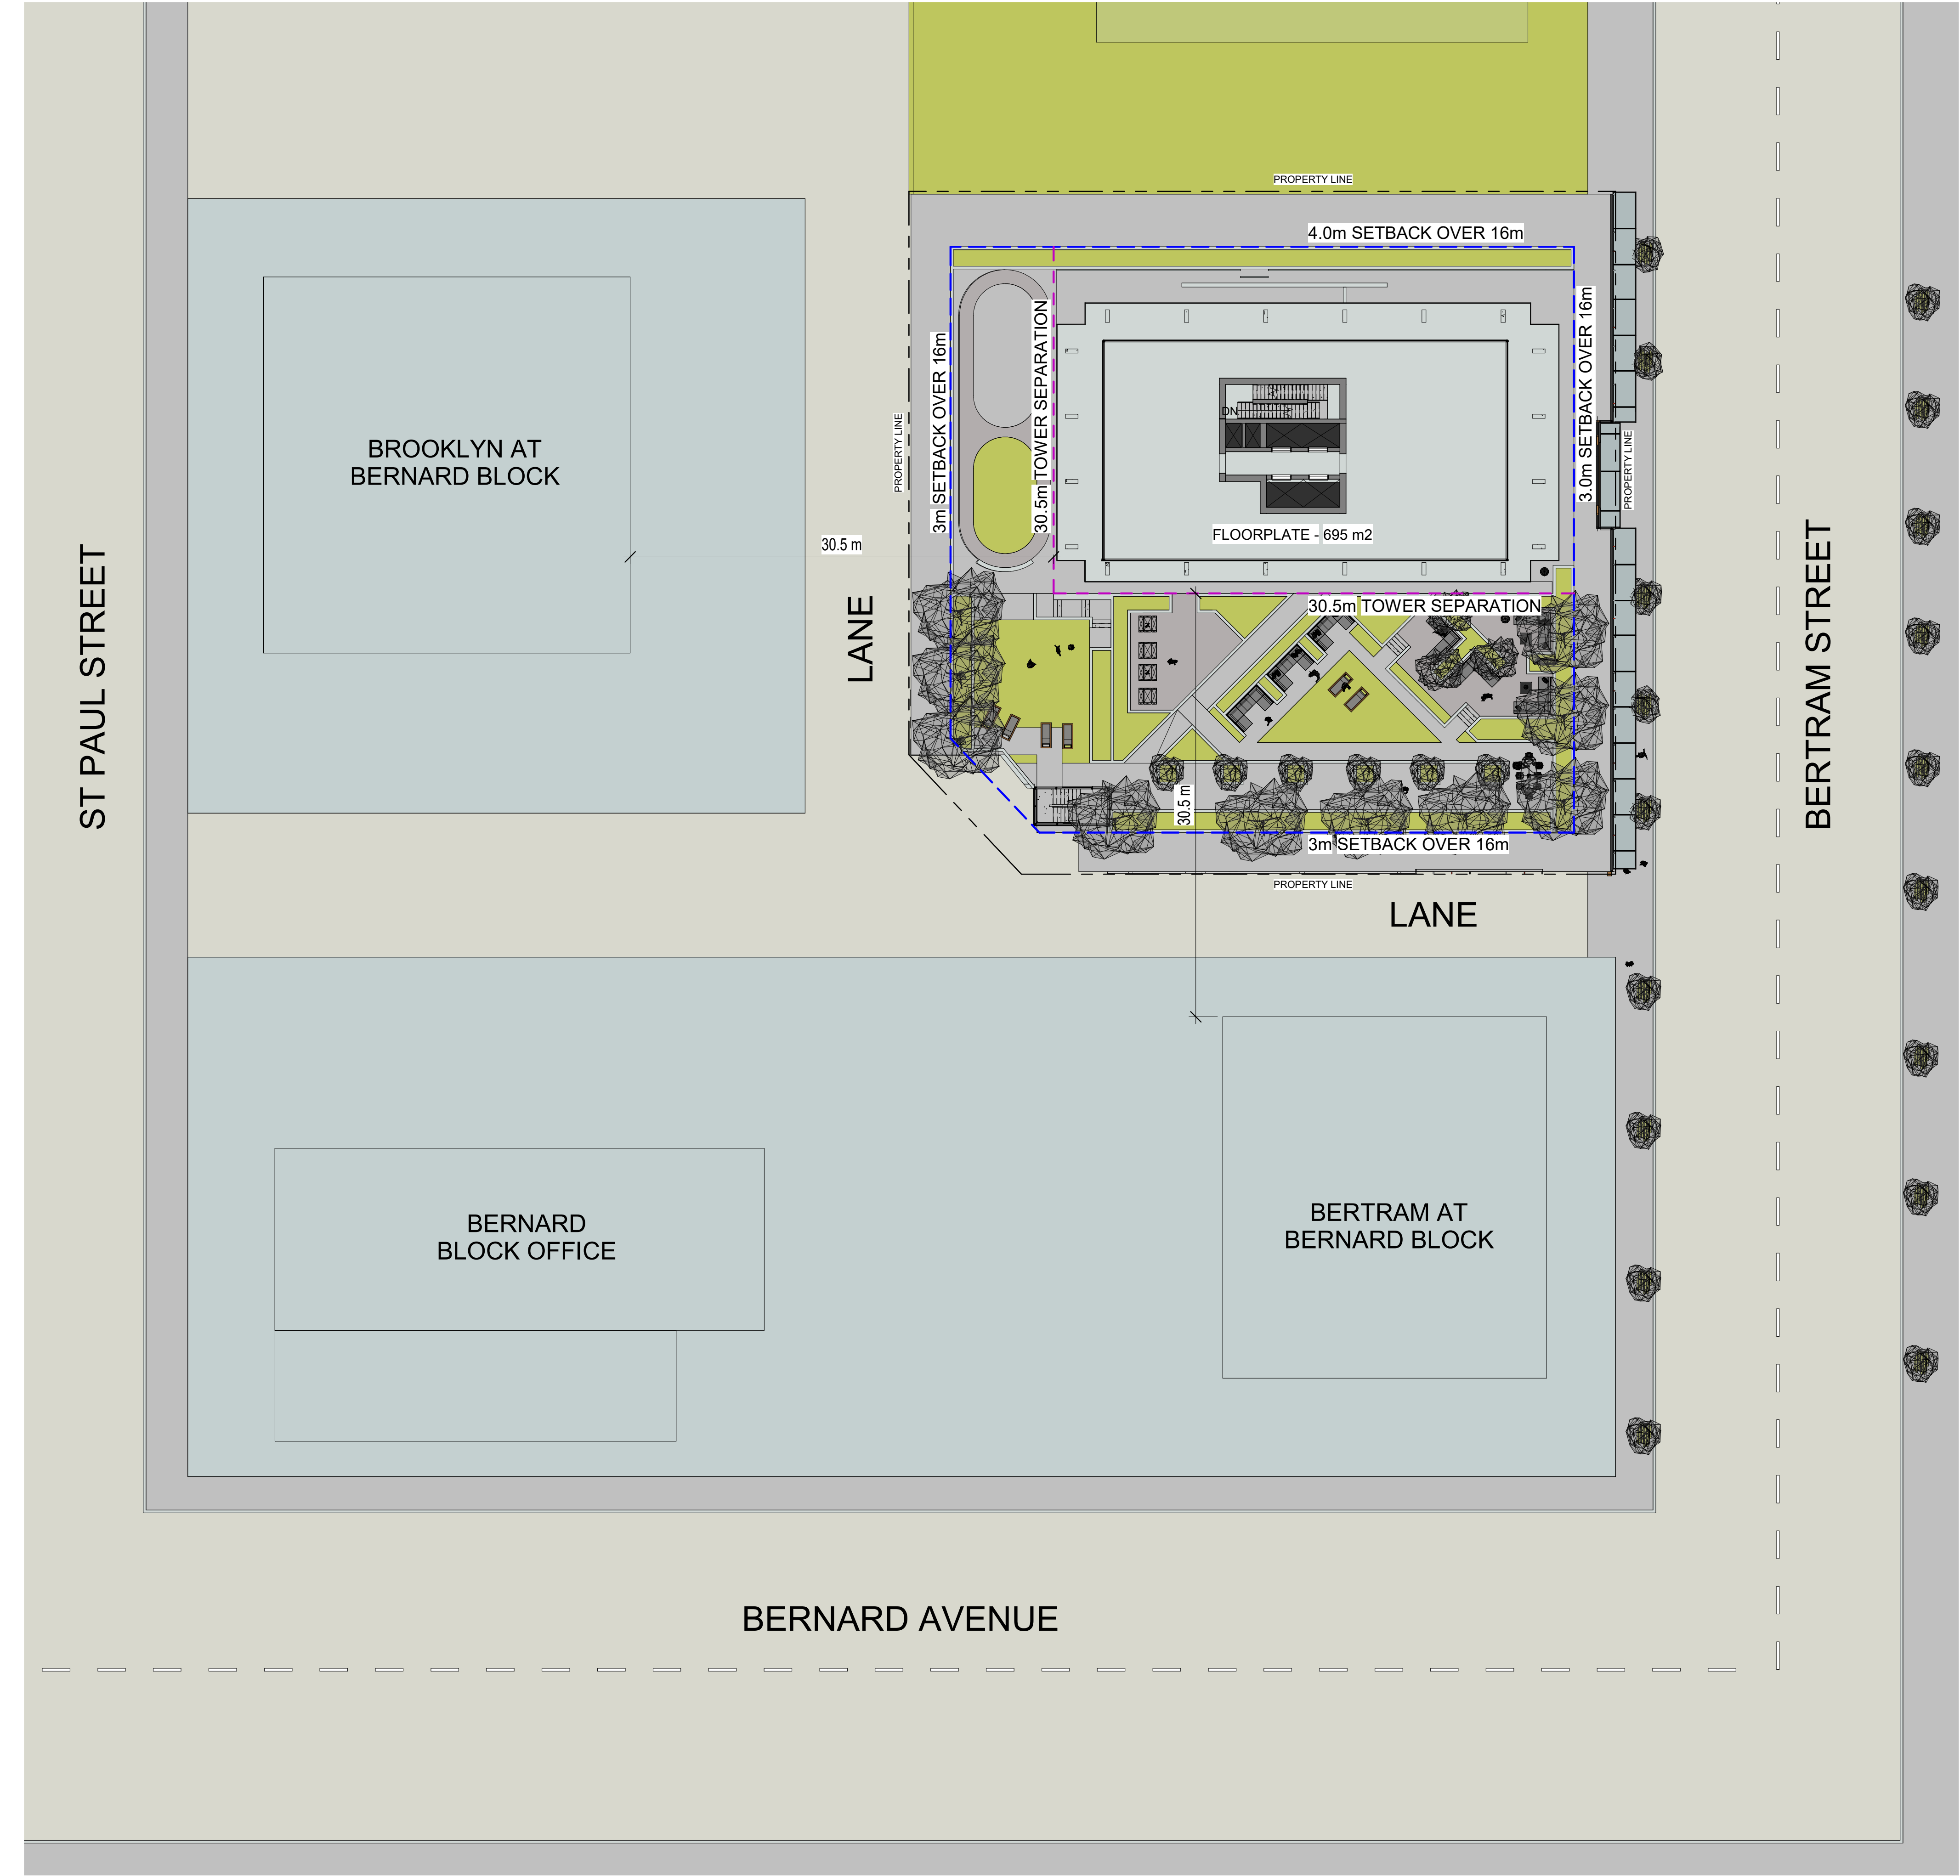 PROPERTY LINE
4.0m SETBACK OVER 16m
3m SETBACK OVER 16m
30.5m TOWER SEPARATION
3.0m SETBACK OVER 16m
PROPERTY LINE
PROPERTY LINE
DN
BROOKLYN AT
BERNARD BLOCK
FLOORPLATE - 695 m2
30.5 m
30.5m TOWER SEPARATION
ST PAUL STREET
LANE
BERTRAM STREET
30.5 m
3m SETBACK OVER 16m
PROPERTY LINE
LANE
BERNARD
BLOCK OFFICE
BERTRAM AT
BERNARD BLOCK
BERNARD AVENUE